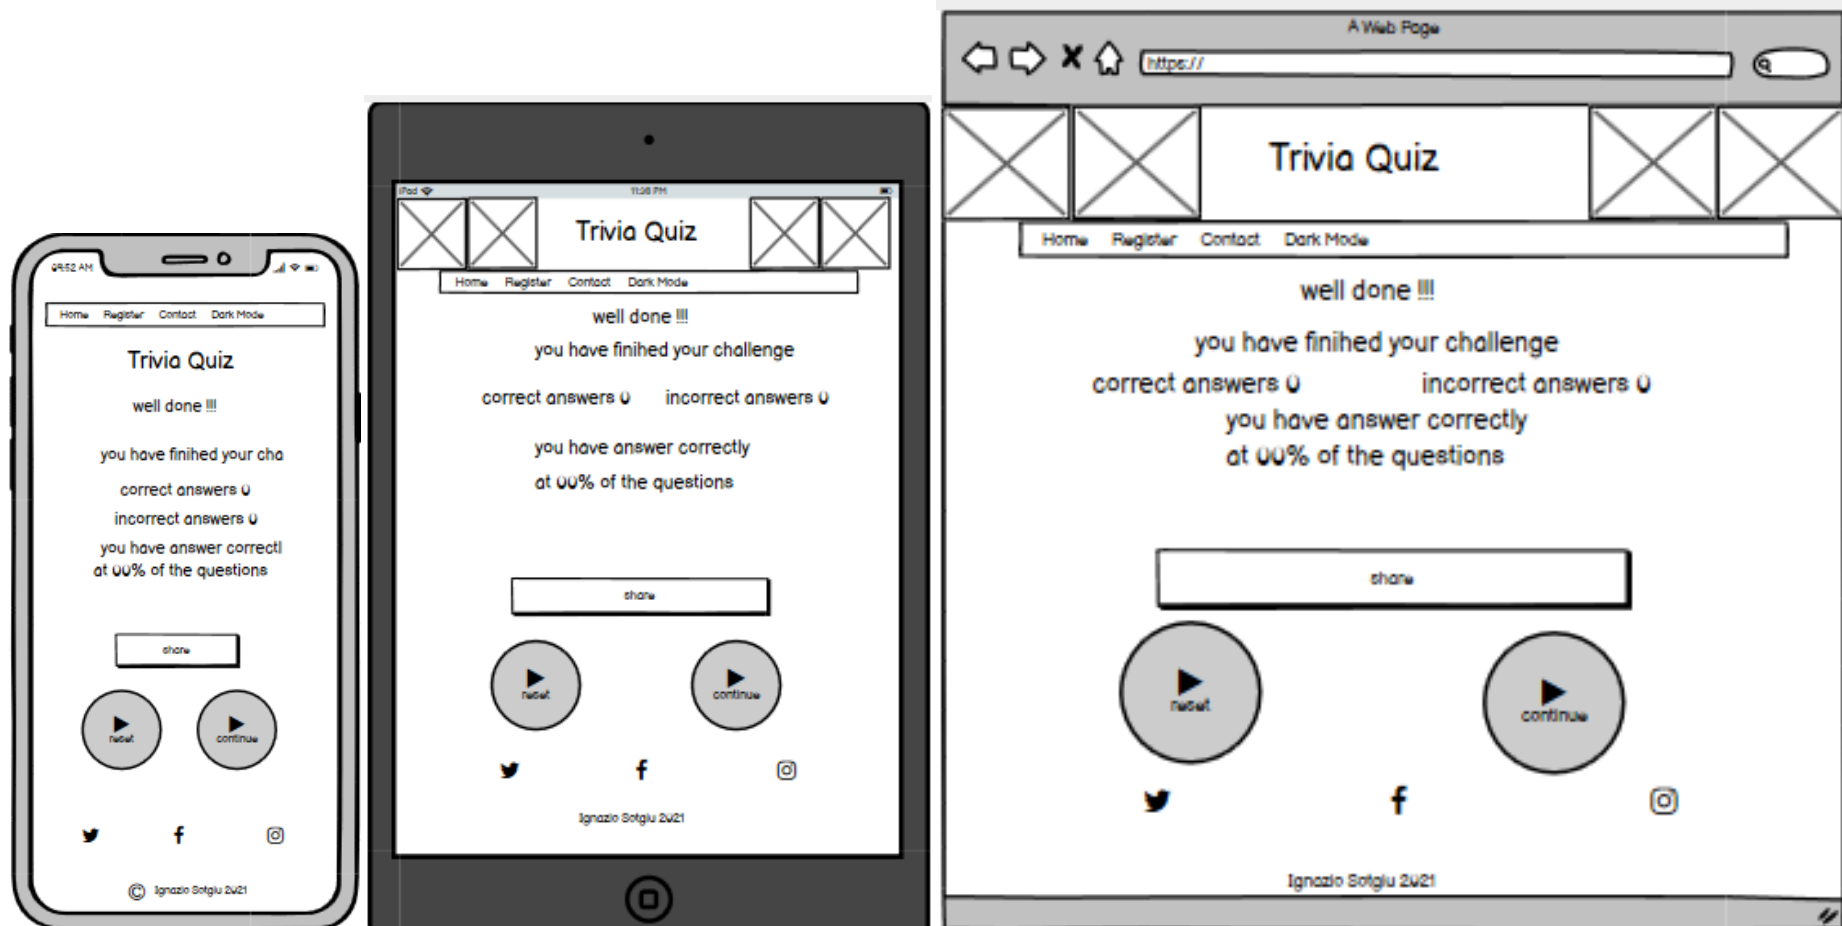 09:52 AM
Home Register Contact Dark Mode
Trivia Quiz
well done !!!
you have finihed your cha
correct answers 0
incorrect answers 0
you have answer correctl
at 00% of the questions
share
reset continue
© Ignazio Sotgiu 2021
iPad 11:26 PM
Trivia Quiz
Home Register Contact Dark Mode
well done !!!
you have finihed your challenge
correct answers 0 incorrect answers 0
you have answer correctly
at 00% of the questions
share
reset continue
Ignazio Sotgiu 2021
A Web Page
https://
Trivia Quiz
Home Register Contact Dark Mode
well done !!!
you have finihed your challenge
correct answers 0 incorrect answers 0
you have answer correctly
at 00% of the questions
share
reset continue
Ignazio Sotgiu 2021